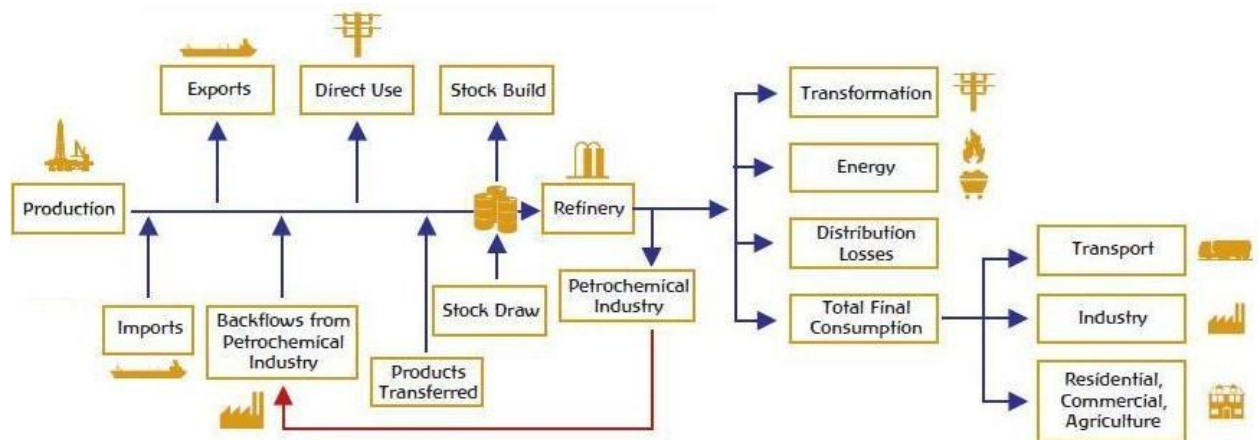 Exports
Direct Use
Stock Build
Transformation
Energy
Production
Refinery
Distribution
Losses
Transport
Petrochemical
Industry
Imports
Backflows from
Petrochemical
Industry
Stock Draw
Total Final
Consumption
Industry
Products
Transferred
Residential,
Commercial,
Agriculture